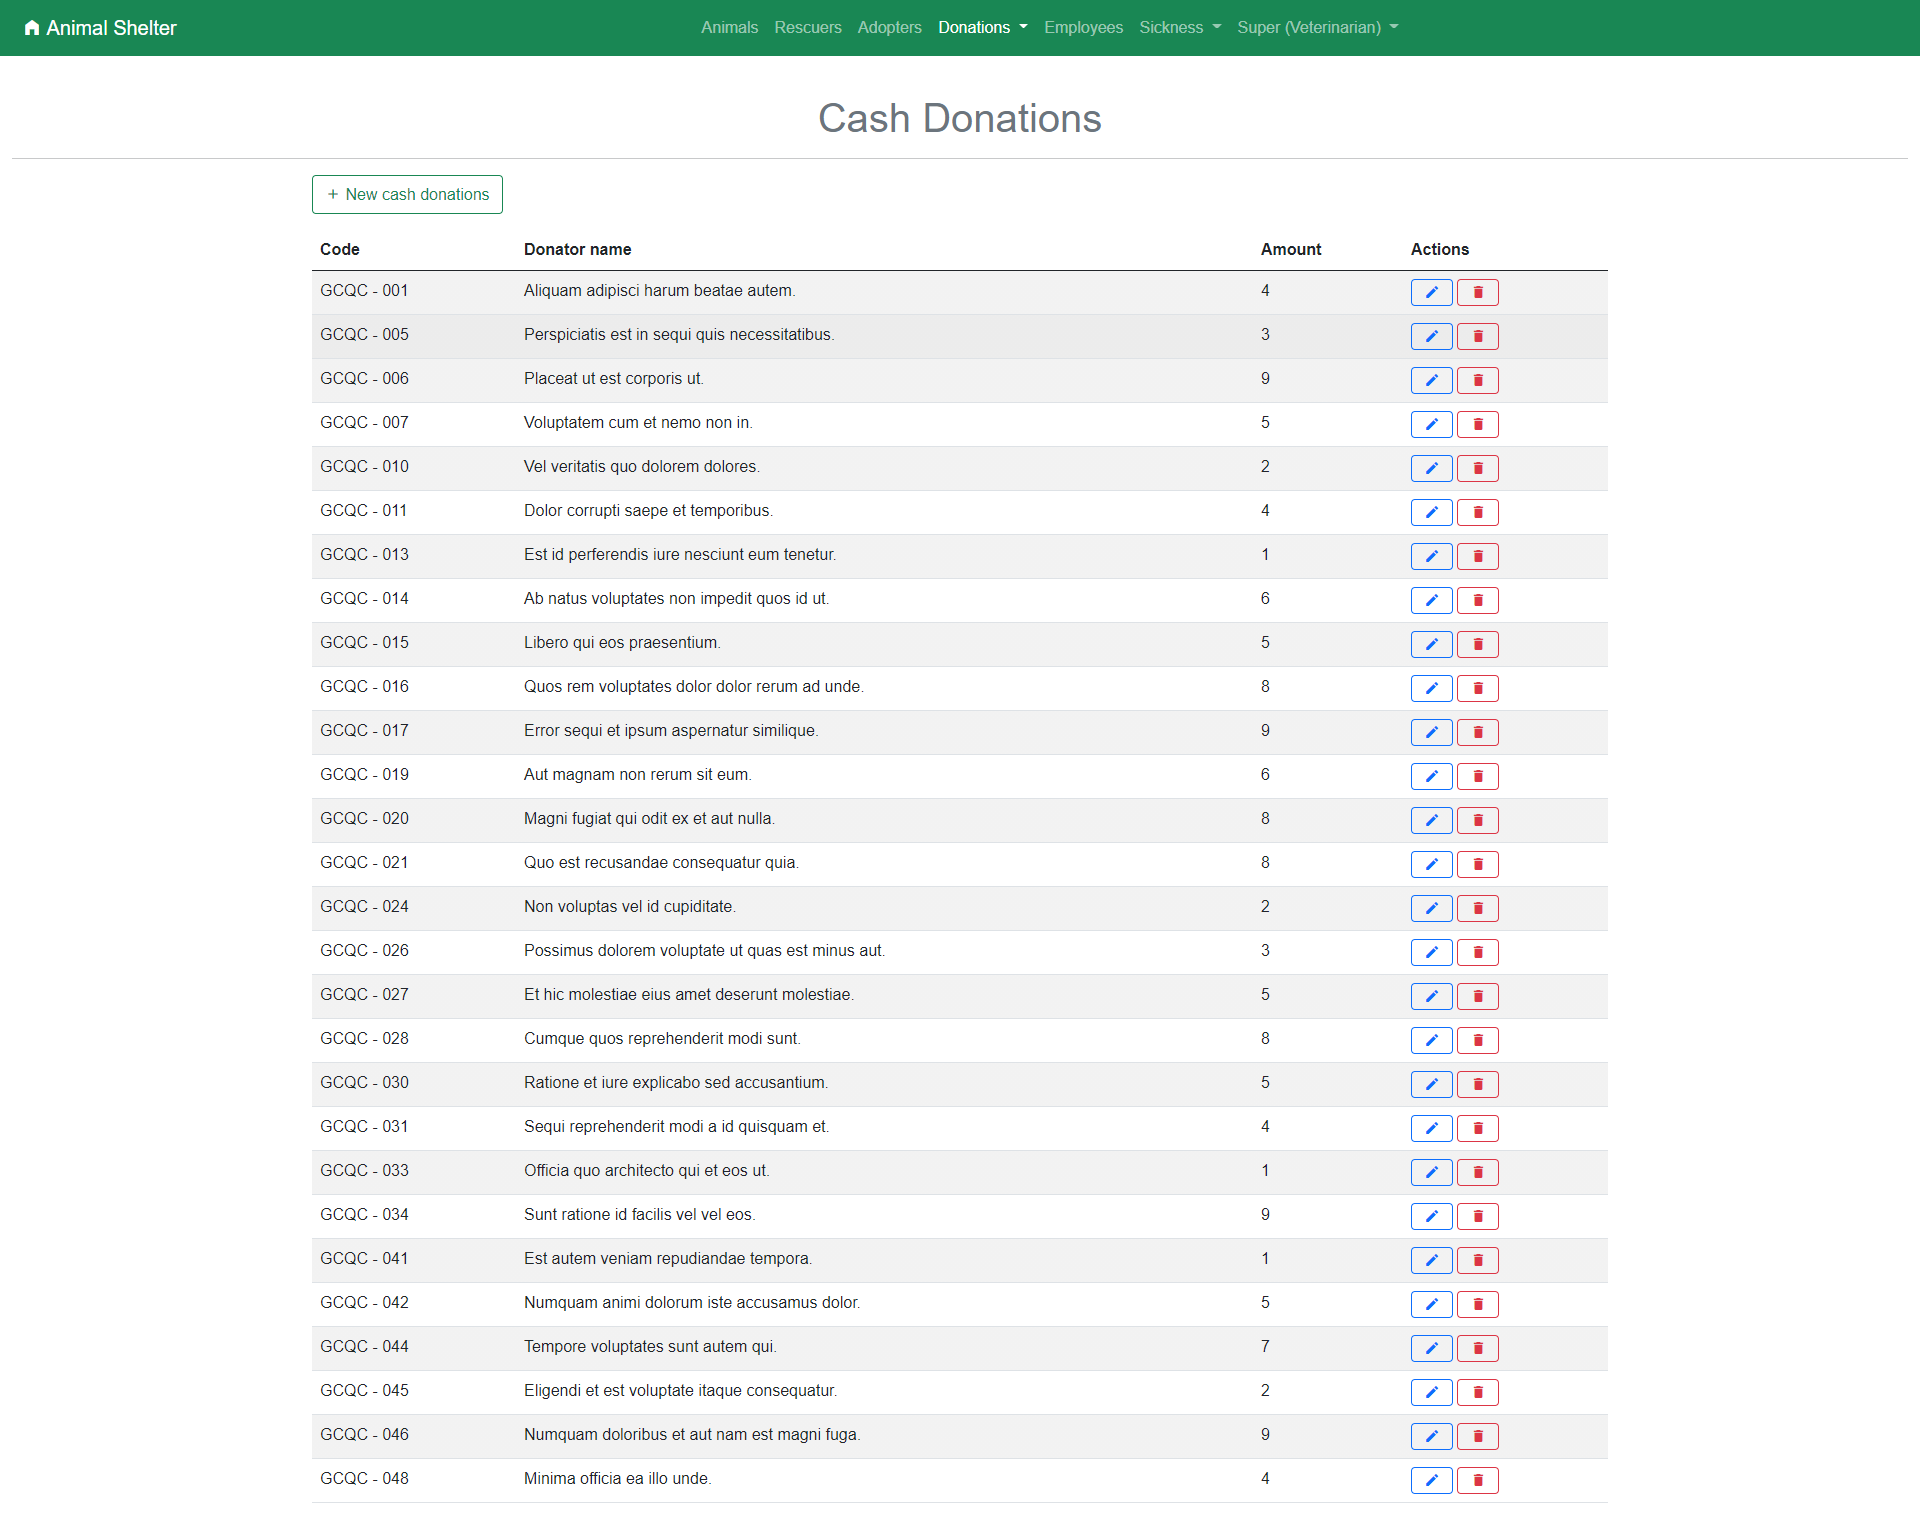 Animal Shelter Animals Rescuers Adopters Donations Employees Sickness Super (Veterinarian)
Cash Donations
+ New cash donations
Code Donator name Amount Actions
GCQC - 001 Aliquam adipisci harum beatae autem. 4
GCQC - 005 Perspiciatis est in sequi quis necessitatibus. 3
GCQC - 006 Placeat ut est corporis ut. 9
GCQC - 007 Voluptatem cum et nemo non in. 5
GCQC - 010 Vel veritatis quo dolorem dolores. 2
GCQC - 011 Dolor corrupti saepe et temporibus. 4
GCQC - 013 Est id perferendis iure nesciunt eum tenetur. 1
GCQC - 014 Ab natus voluptates non impedit quos id ut. 6
GCQC - 015 Libero qui eos praesentium. 5
GCQC - 016 Quos rem voluptates dolor dolor rerum ad unde. 8
GCQC - 017 Error sequi et ipsum aspernatur similique. 9
GCQC - 019 Aut magnam non rerum sit eum. 6
GCQC - 020 Magni fugiat qui odit ex et aut nulla. 8
GCQC - 021 Quo est recusandae consequatur quia. 8
GCQC - 024 Non voluptas vel id cupiditate. 2
GCQC - 026 Possimus dolorem voluptate ut quas est minus aut. 3
GCQC - 027 Et hic molestiae eius amet deserunt molestiae. 5
GCQC - 028 Cumque quos reprehenderit modi sunt. 8
GCQC - 030 Ratione et iure explicabo sed accusantium. 5
GCQC - 031 Sequi reprehenderit modi a id quisquam et. 4
GCQC - 033 Officia quo architecto qui et eos ut. 1
GCQC - 034 Sunt ratione id facilis vel vel eos. 9
GCQC - 041 Est autem veniam repudiandae tempora. 1
GCQC - 042 Numquam animi dolorum iste accusamus dolor. 5
GCQC - 044 Tempore voluptates sunt autem qui. 7
GCQC - 045 Eligendi et est voluptate itaque consequatur. 2
GCQC - 046 Numquam doloribus et aut nam est magni fuga. 9
GCQC - 048 Minima officia ea illo unde. 4